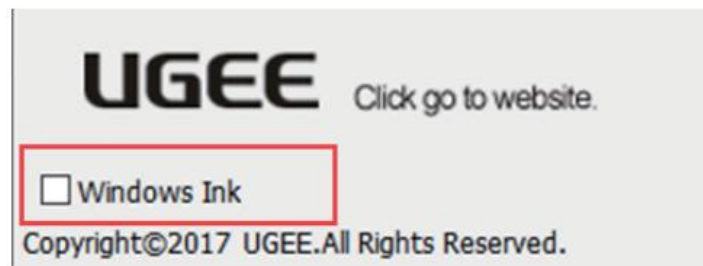 UGEE Click go to website.
Windows Ink
Copyright©2017 UGEE.All Rights Reserved.